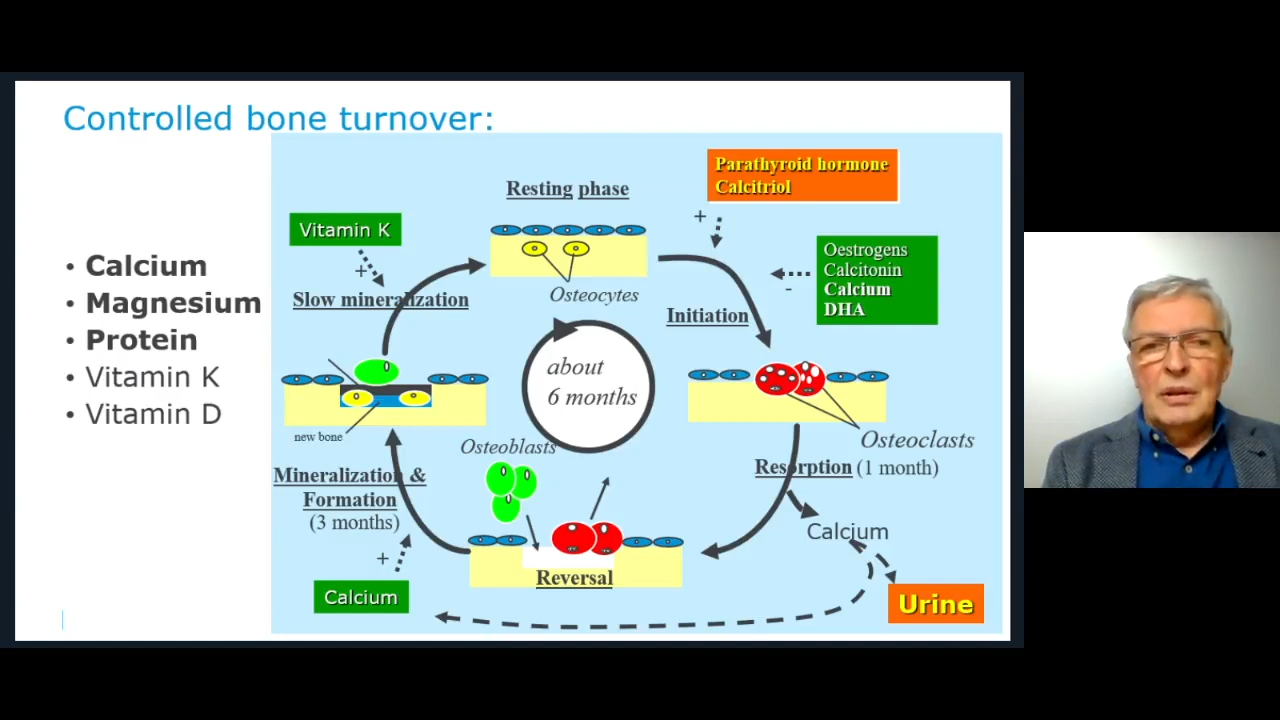 Controlled bone turnover:
• Calcium
• Magnesium
• Protein
• Vitamin K
• Vitamin D
Resting phase
Parathyroid hormone
Calcitriol
+
Vitamin K
+
Oestrogens
Calcitonin
Calcium
DHA
-
Slow mineralization
Osteocytes
Initiation
about
6 months
new bone
Osteoblasts
Osteoclasts
Resorption (1 month)
Mineralization &
Formation
(3 months)
Calcium
+
Reversal
Calcium
Urine